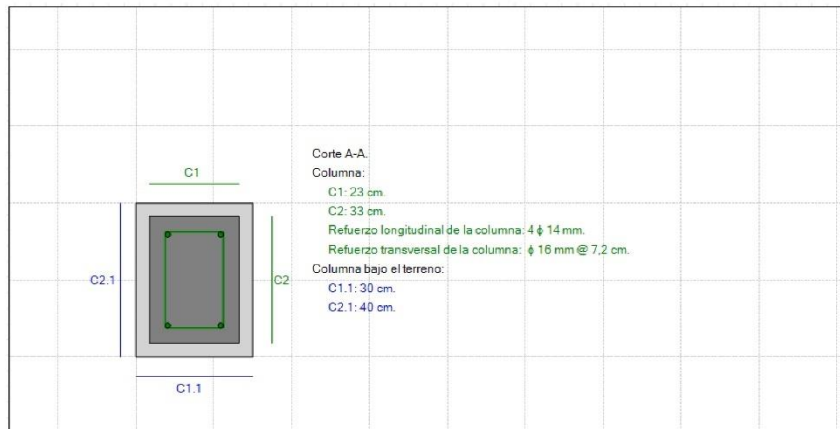 Corte A-A.
Columna:
C1: 23 cm.
C2: 33 cm.
Refuerzo longitudinal de la columna: 4 ϕ 14 mm.
Refuerzo transversal de la columna: ϕ 16 mm @ 7,2 cm.
Columna bajo el terreno:
C1.1: 30 cm.
C2.1: 40 cm.
C1
C2.1
C2
C1.1